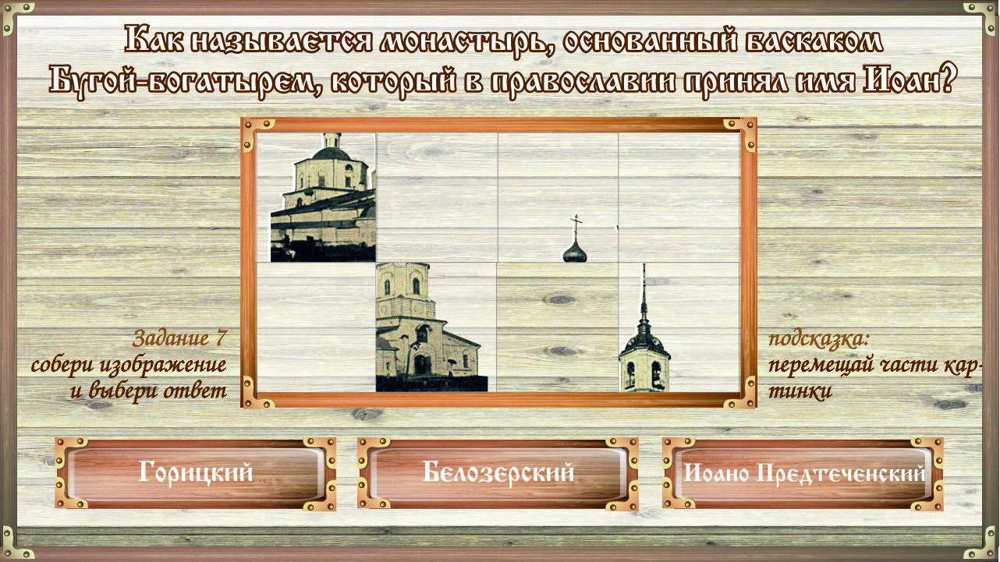 Как называется монастырь, основанный баскаком
Бугой-богатырем, который в православии принял имя Иоан?
Задание 7
собери изображение
и выбери ответ
подсказка:
перемещай части кар-
тинки
Горицкий
Белозерский
Иоано Предтеченский